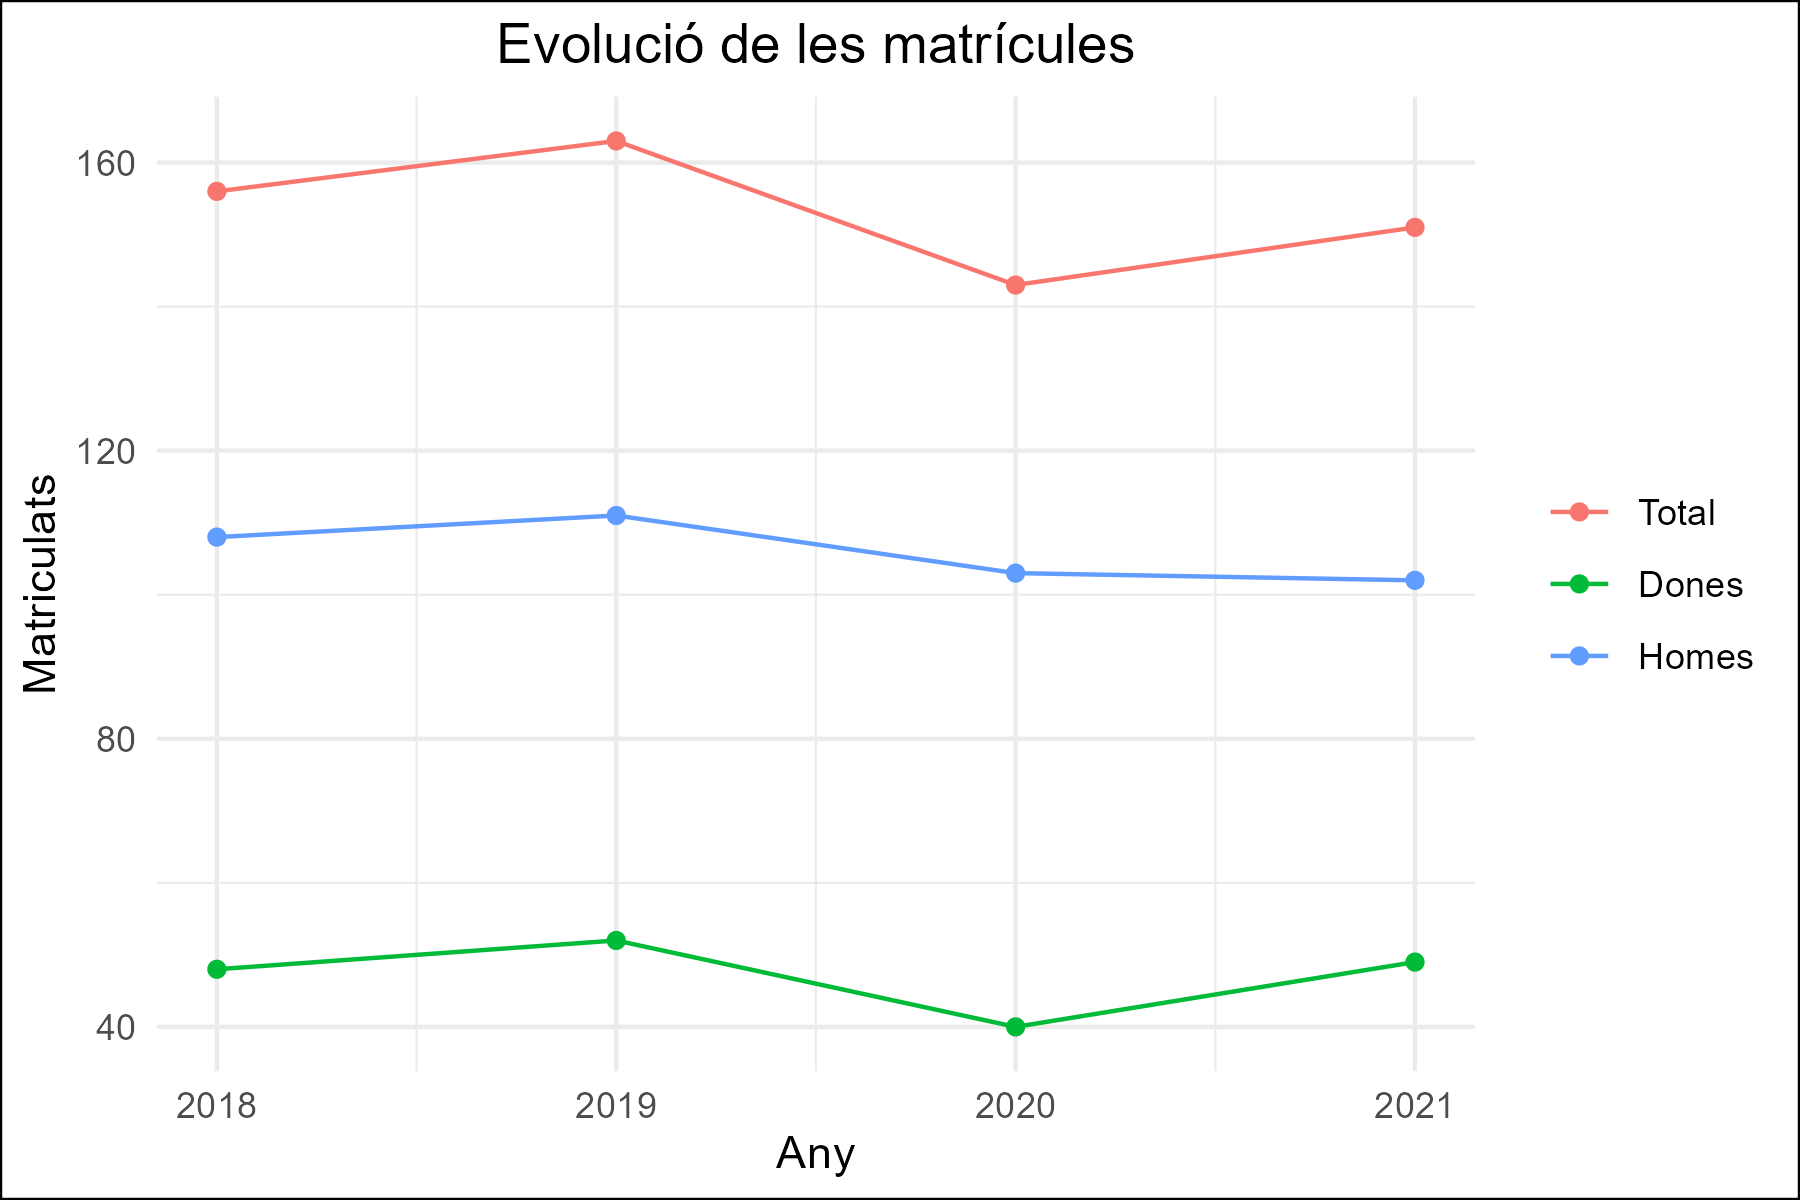 Evolució de les matrícules
160
120
80
40
Matriculats
2018 2019 2020 2021
Any
Total
Dones
Homes